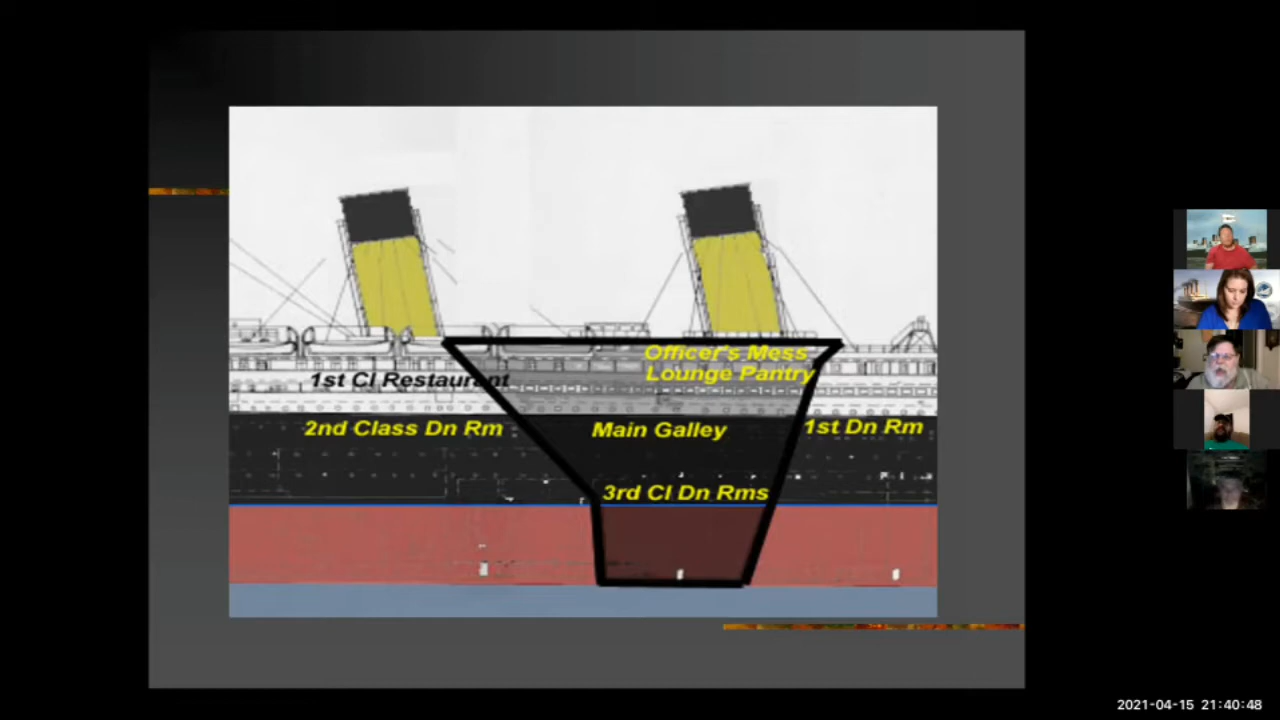 Officer's Mess
Lounge Pantry
1st Cl Restaurant
2nd Class Dn Rm
Main Galley
1st Dn Rm
3rd Cl Dn Rms
2021-04-15 21:40:48